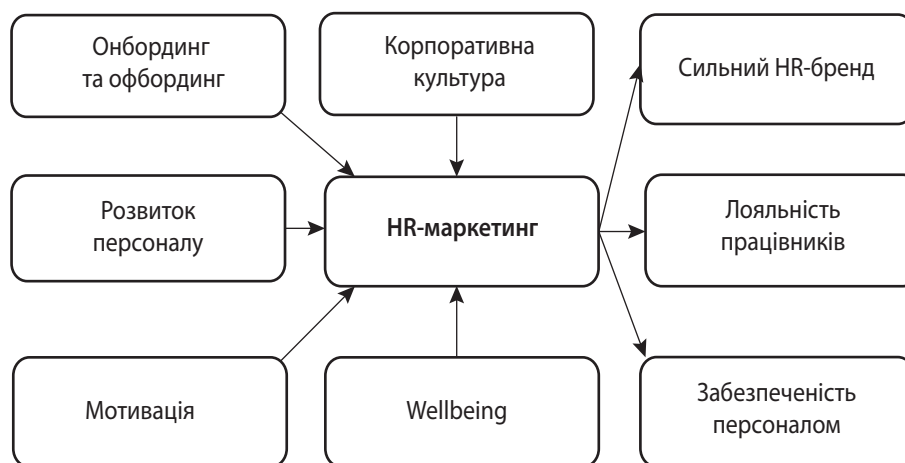 Онбординг
та офбординг
Корпоративна
культура
Сильний HR-бренд
Розвиток
персоналу
HR-маркетинг
Лояльність
працівників
Мотивація
Wellbeing
Забезпеченість
персоналом